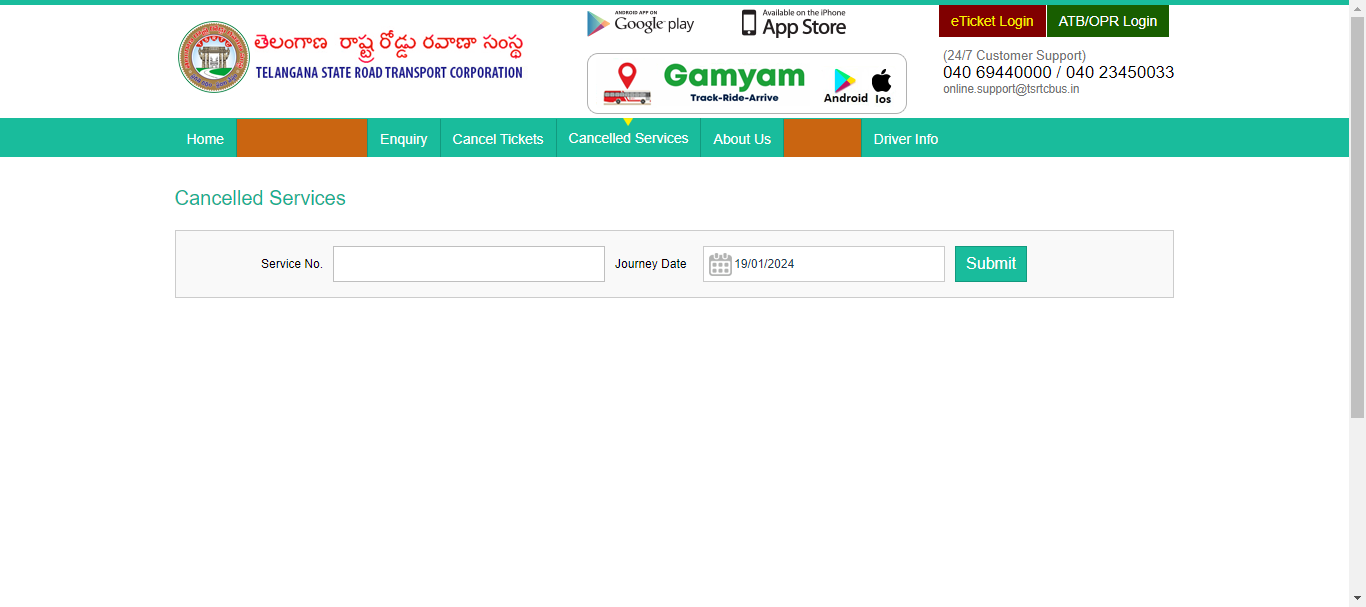 ANDROID APP ON
Google play
Available on the iPhone
App Store
eTicket Login
ATB/OPR Login
తెలంగాణ రాష్ట్ర రోడ్డు రవాణా సంస్థ
TELANGANA STATE ROAD TRANSPORT CORPORATION
Gamyam
Track-Ride-Arrive
Android
Ios
(24/7 Customer Support)
040 69440000 / 040 23450033
online.support@tsrtcbus.in
Home
Enquiry
Cancel Tickets
Cancelled Services
About Us
Driver Info
Cancelled Services
Service No.
Journey Date
19/01/2024
Submit